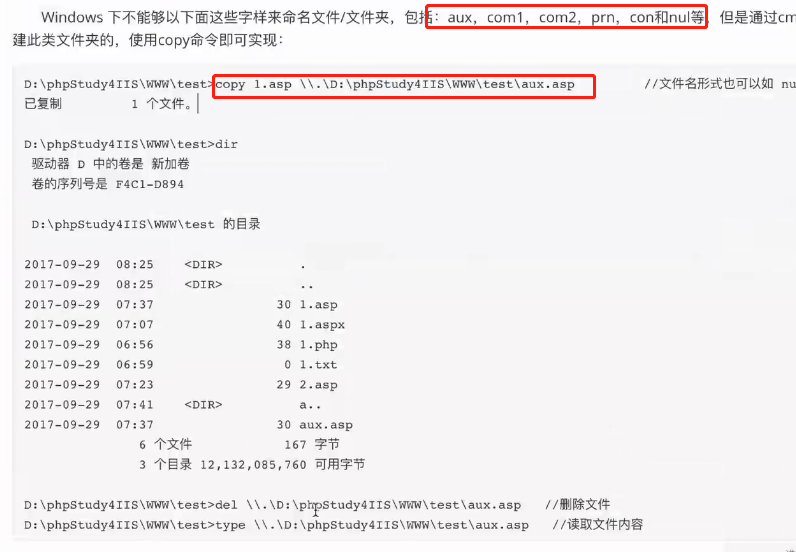 Windows 下不能够以下面这些字样来命名文件/文件夹，包括：aux，com1，com2，prn，con和nul等，但是通过cm
建此类文件夹的，使用copy命令即可实现：
D:\phpStudy4IIS\WWW\test>copy 1.asp \\.\D:\phpStudy4IIS\WWW\test\aux.asp //文件名形式也可以如 nu
已复制 1 个文件。
D:\phpStudy4IIS\WWW\test>dir
驱动器 D 中的卷是 新加卷
卷的序列号是 F4C1-D894
D:\phpStudy4IIS\WWW\test 的目录
2017-09-29 08:25 <DIR> .
2017-09-29 08:25 <DIR> ..
2017-09-29 07:37 30 1.asp
2017-09-29 07:07 40 1.aspx
2017-09-29 06:56 38 1.php
2017-09-29 06:59 0 1.txt
2017-09-29 07:23 29 2.asp
2017-09-29 07:41 <DIR> a..
2017-09-29 07:37 30 aux.asp
6 个文件 167 字节
3 个目录 12,132,085,760 可用字节
D:\phpStudy4IIS\WWW\test>del \\.\D:\phpStudy4IIS\WWW\test\aux.asp //删除文件
D:\phpStudy4IIS\WWW\test>type \\.\D:\phpStudy4IIS\WWW\test\aux.asp //读取文件内容